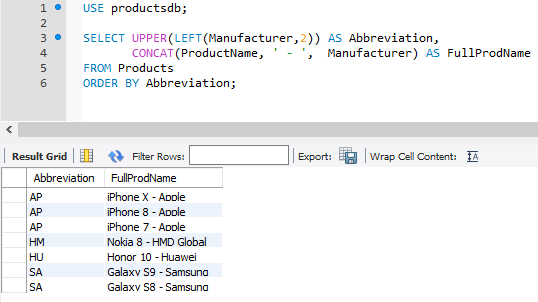 1 USE productsdb;
2
3 SELECT UPPER(LEFT(Manufacturer,2)) AS Abbreviation,
4 CONCAT(ProductName, ' - ', Manufacturer) AS FullProdName
5 FROM Products
6 ORDER BY Abbreviation;
Result Grid Filter Rows: Export: Wrap Cell Content:
Abbreviation FullProdName
AP iPhone X - Apple
AP iPhone 8 - Apple
AP iPhone 7 - Apple
HM Nokia 8 - HMD Global
HU Honor 10 - Huawei
SA Galaxy S9 - Samsung
SA Galaxy S8 - Samsung